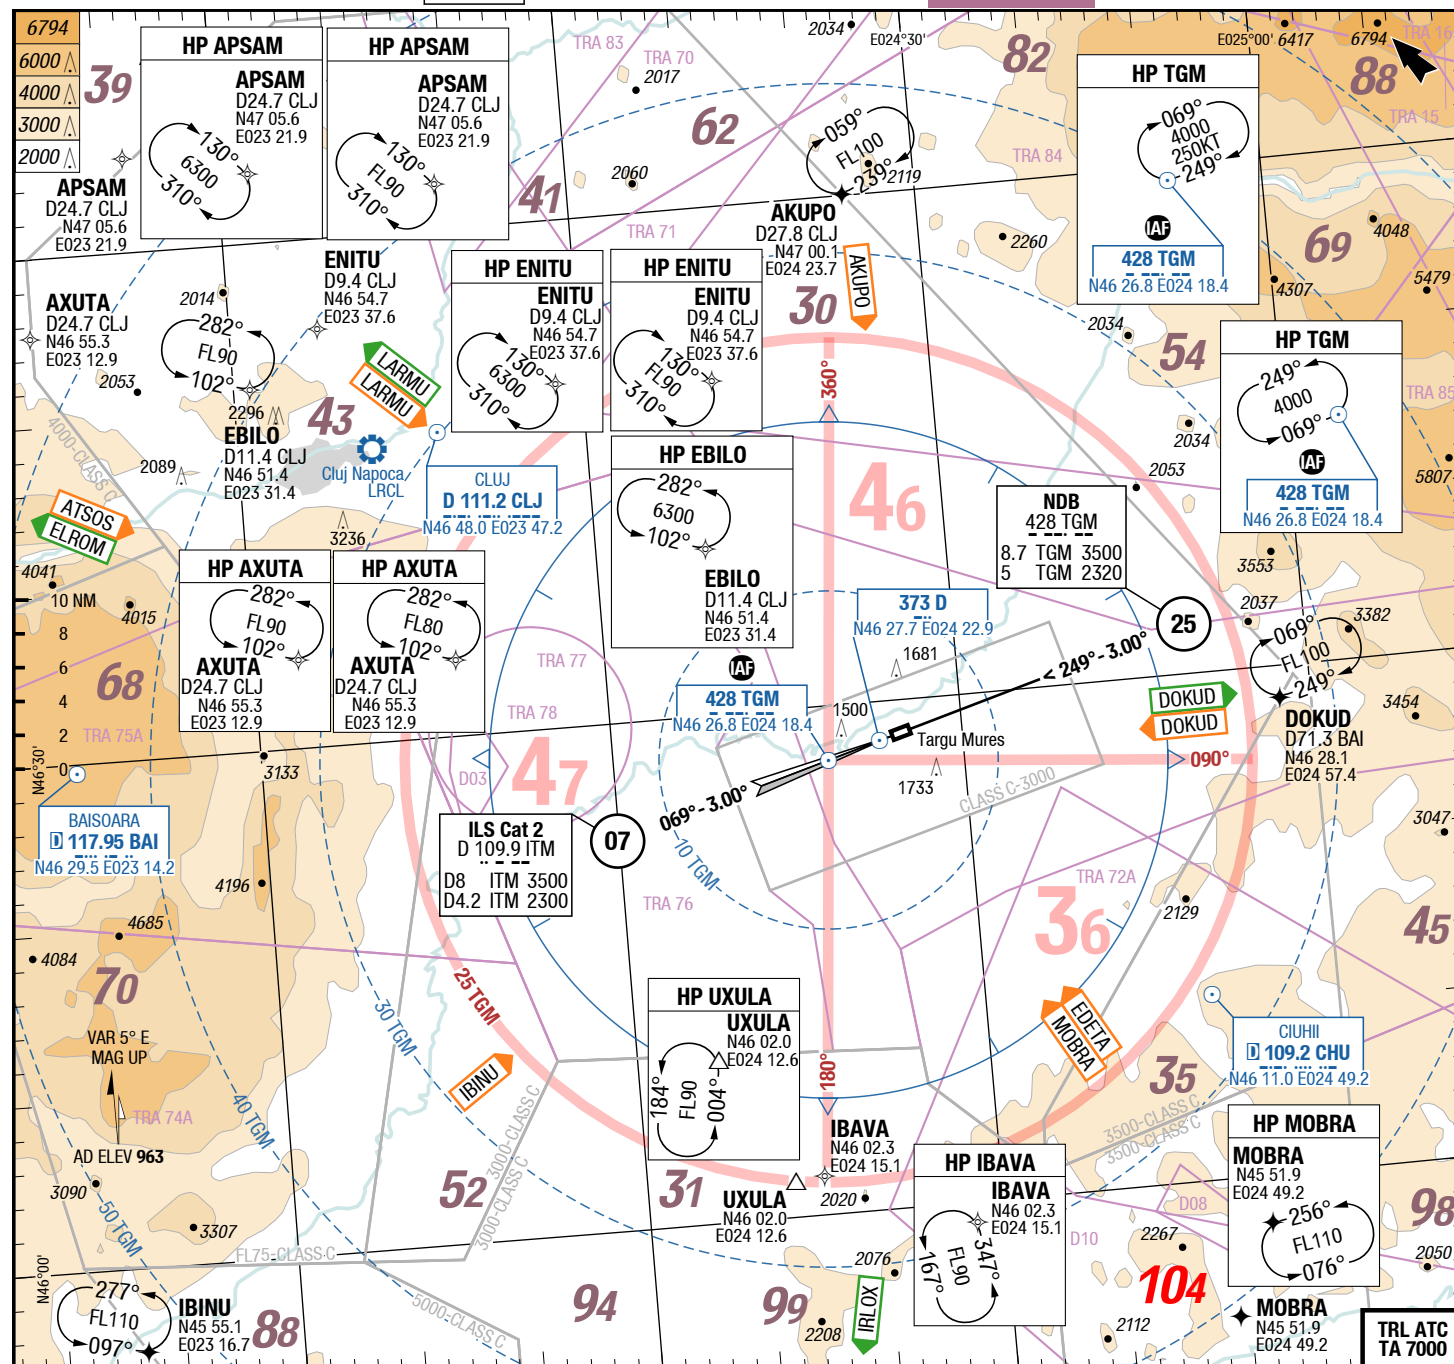 6794
6000
4000
3000
2000
39
HP APSAM
APSAM
D24.7 CLJ
N47 05.6
E023 21.9
130°
6300
310°
HP APSAM
APSAM
D24.7 CLJ
N47 05.6
E023 21.9
130°
FL90
310°
TRA 83
TRA 70
2017
2034
E024°30'
82
E025°00'
6417
6794
TRA 16
88
TRA 15
62
059°
FL100
239°
2119
TRA 84
2060
41
TRA 71
HP TGM
069°
4000
250KT
249°
IAF
428 TGM
N46 26.8 E024 18.4
4048
69
4307
5479
APSAM
D24.7 CLJ
N47 05.6
E023 21.9
AKUPO
D27.8 CLJ
N47 00.1
E024 23.7
AKUPO
2260
ENITU
D9.4 CLJ
N46 54.7
E023 37.6
HP ENITU
ENITU
D9.4 CLJ
N46 54.7
E023 37.6
130°
6300
310°
HP ENITU
ENITU
D9.4 CLJ
N46 54.7
E023 37.6
130°
FL90
310°
30
2034
54
AXUTA
D24.7 CLJ
N46 55.3
E023 12.9
2014
282°
FL90
102°
2053
2296
43
LARMU
LARMU
360°
HP TGM
249°
4000
069°
IAF
428 TGM
N46 26.8 E024 18.4
TRA 85
2034
5807
4000-CLASS C
EBILO
D11.4 CLJ
N46 51.4
E023 31.4
2089
Cluj Napoca
LRCL
CLUJ
D 111.2 CLJ
N46 48.0 E023 47.2
HP EBILO
282°
6300
102°
EBILO
D11.4 CLJ
N46 51.4
E023 31.4
46
2053
NDB
428 TGM
8.7 TGM 3500
5 TGM 2320
25
3553
ATSOS
ELROM
3236
4041
10 NM
8
6
4
2
0
4015
HP AXUTA
282°
FL90
102°
AXUTA
D24.7 CLJ
N46 55.3
E023 12.9
HP AXUTA
282°
FL80
102°
AXUTA
D24.7 CLJ
N46 55.3
E023 12.9
68
TRA 75A
N46°30'
TRA 77
TRA 78
373 D
N46 27.7 E024 22.9
1681
IAF
428 TGM
N46 26.8 E024 18.4
1500
< 249°-3.00°
Targu Mures
2037
3382
069°
FL100
249°
DOKUD
DOKUD
DOKUD
D71.3 BAI
N46 28.1
E024 57.4
3454
3133
D03
47
090°
1733
CLASS C-3000
069°-3.00°
BAISOARA
D 117.95 BAI
N46 29.5 E023 14.2
ILS Cat 2
D 109.9 ITM
D8 ITM 3500
D4.2 ITM 2300
07
10 TGM
3047
4196
TRA 76
TRA 72A
2129
36
45
4685
4084
70
25 TGM
30 TGM
VAR 5° E
MAG UP
TRA 74A
AD ELEV 963
40 TGM
50 TGM
HP UXULA
UXULA
N46 02.0
E024 12.6
184°
FL90
004°
180°
EDETA
MOBRA
CIUHII
D 109.2 CHU
N46 11.0 E024 49.2
35
3500-CLASS C
3500-CLASS C
IBINU
3000-CLASS C
3000-CLASS C
3090
3307
52
31
IBAVA
N46 02.3
E024 15.1
UXULA
N46 02.0
E024 12.6
2020
HP IBAVA
IBAVA
N46 02.3
E024 15.1
167°
FL90
347°
HP MOBRA
MOBRA
N45 51.9
E024 49.2
256°
FL110
076°
D08
D10
2267
98
2050
N46°00'
FL75-CLASS C
5000-CLASS C
277°
FL110
097°
IBINU
N45 55.1
E023 16.7
88
94
99
2076
2208
IRLOX
104
2112
MOBRA
N45 51.9
E024 49.2
TRL ATC
TA 7000